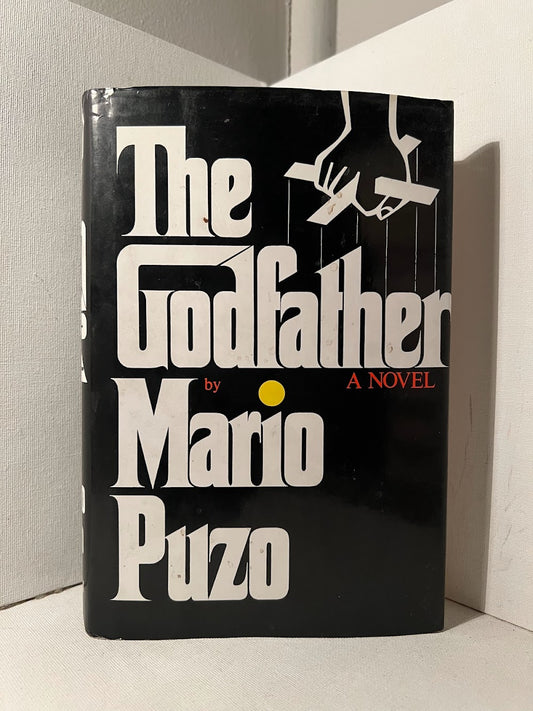 The
Godfather
by A NOVEL
Mario
Puzo